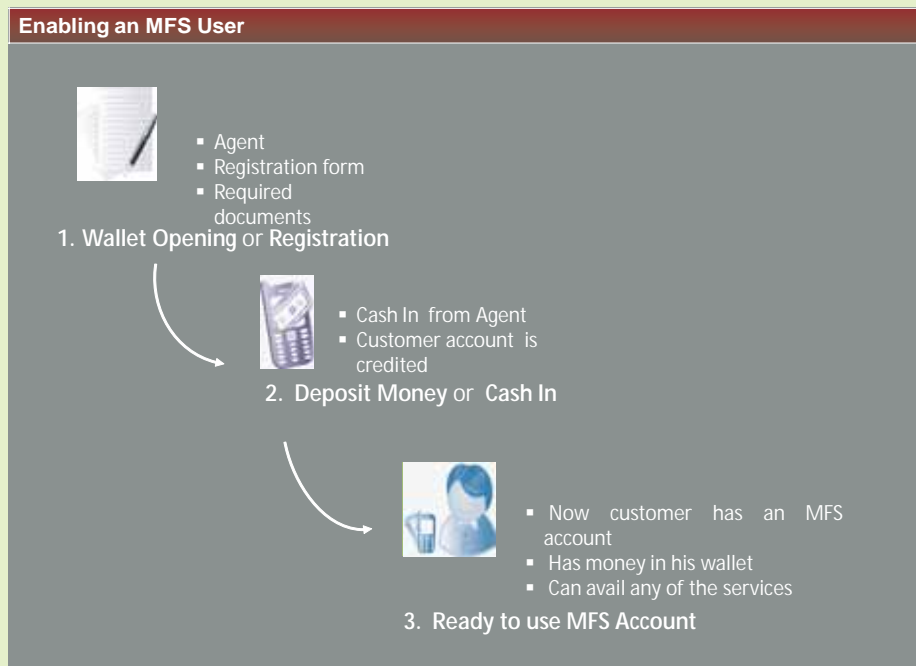 Enabling an MFS User
▪ Agent
▪ Registration form
▪ Required
documents
1. Wallet Opening or Registration
▪ Cash In from Agent
▪ Customer account is
credited
2. Deposit Money or Cash In
▪ Now customer has an MFS
account
▪ Has money in his wallet
▪ Can avail any of the services
3. Ready to use MFS Account